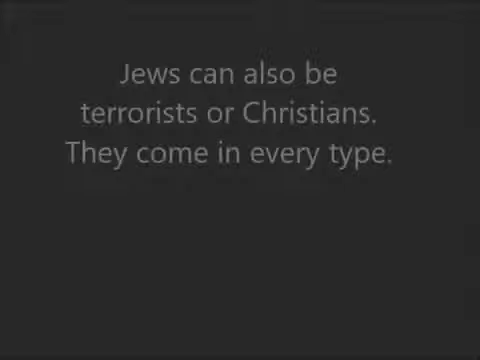 Jews can also be
terrorists or Christians.
They come in every type.